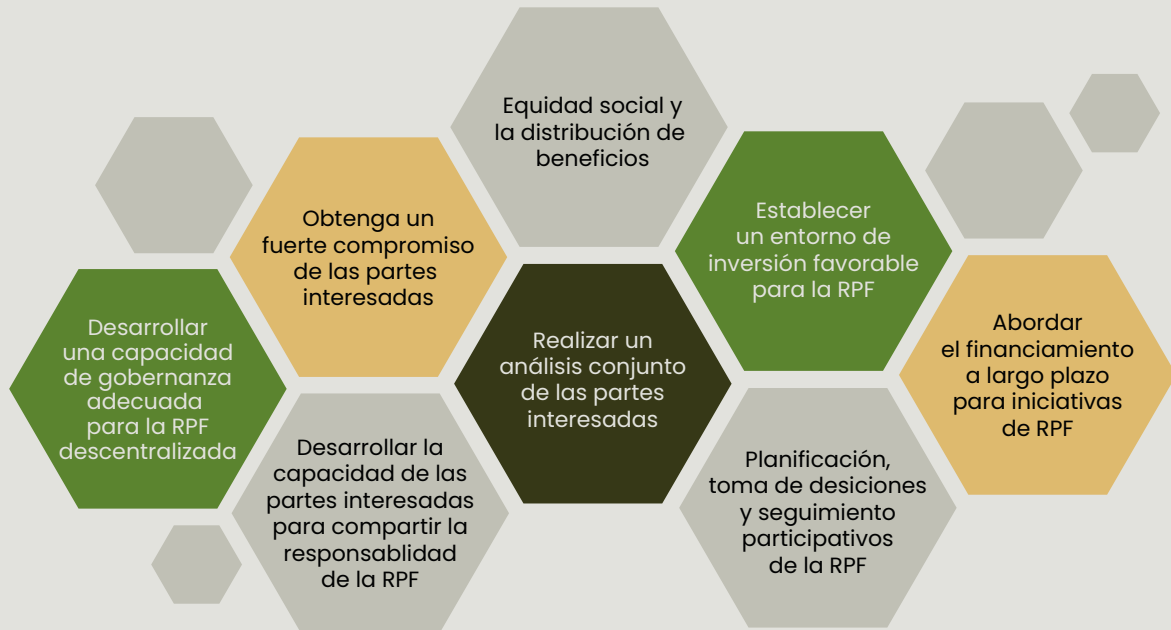 Equidad social y
la distribución de
beneficios
Obtenga un
fuerte compromiso
de las partes
interesadas
Establecer
un entorno de
inversión favorable
para la RPF
Desarrollar
una capacidad
de gobernanza
adecuada
para la RPF
descentralizada
Realizar un
análisis conjunto
de las partes
interesadas
Abordar
el financiamiento
a largo plazo
para iniciativas
de RPF
Desarrollar la
capacidad de las
partes interesadas
para compartir la
responsablidad
de la RPF
Planificación,
toma de desiciones
y seguimiento
participativos
de la RPF